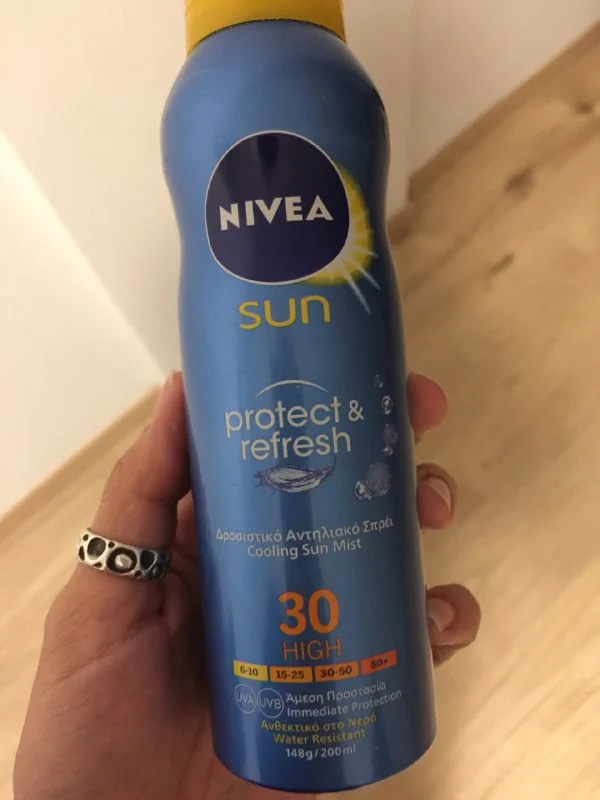 NIVEA
sun
protect &
refresh
Δροσιστικό Αντηλιακό Σπρέι
Cooling Sun Mist
30
HIGH
6-10 15-25 30-50 50+
UVA UVB Άμεση Προστασία
Immediate Protection
Ανθεκτικό στο Νερό
Water Resistant
148g/200ml